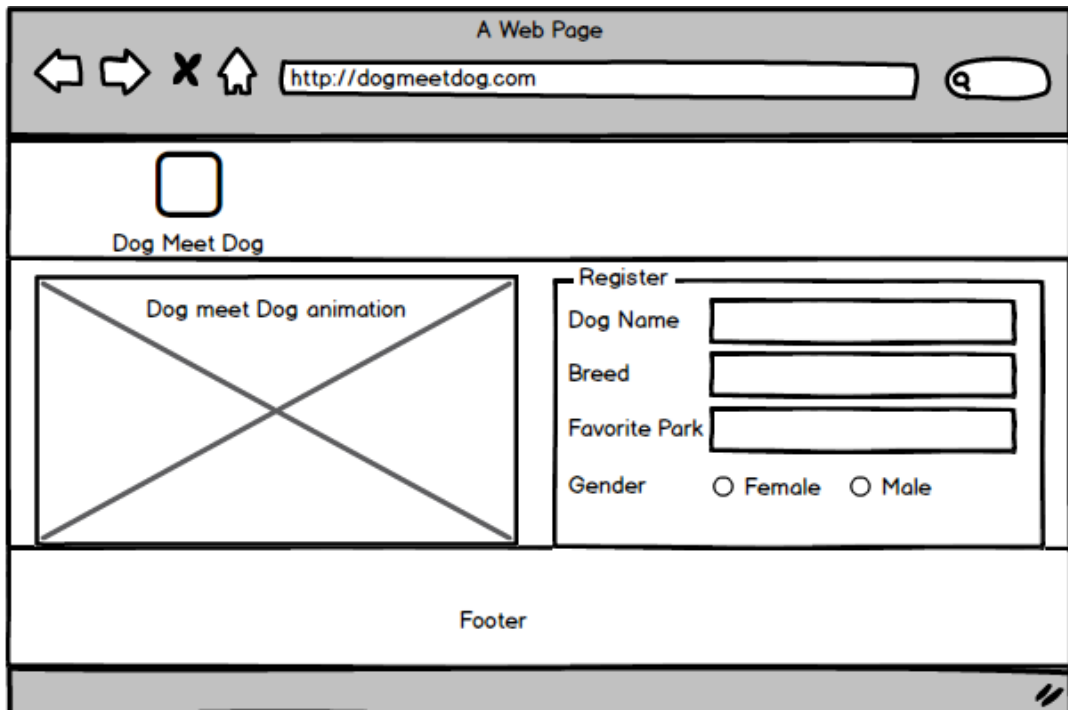 A Web Page
http://dogmeetdog.com
Dog Meet Dog
Dog meet Dog animation
Register
Dog Name
Breed
Favorite Park
Gender Female Male
Footer